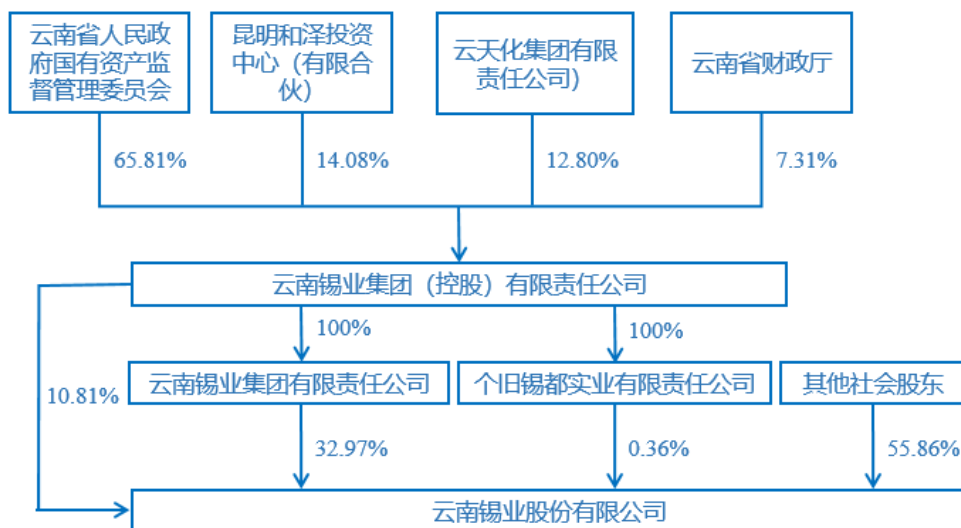 云南省人民政
府国有资产监
督管理委员会
昆明和泽投资
中心（有限合
伙）
云天化集团有限
责任公司）
云南省财政厅
65.81%
14.08%
12.80%
7.31%
云南锡业集团（控股）有限责任公司
100%
100%
云南锡业集团有限责任公司
个旧锡都实业有限责任公司
其他社会股东
10.81%
32.97%
0.36%
55.86%
云南锡业股份有限公司